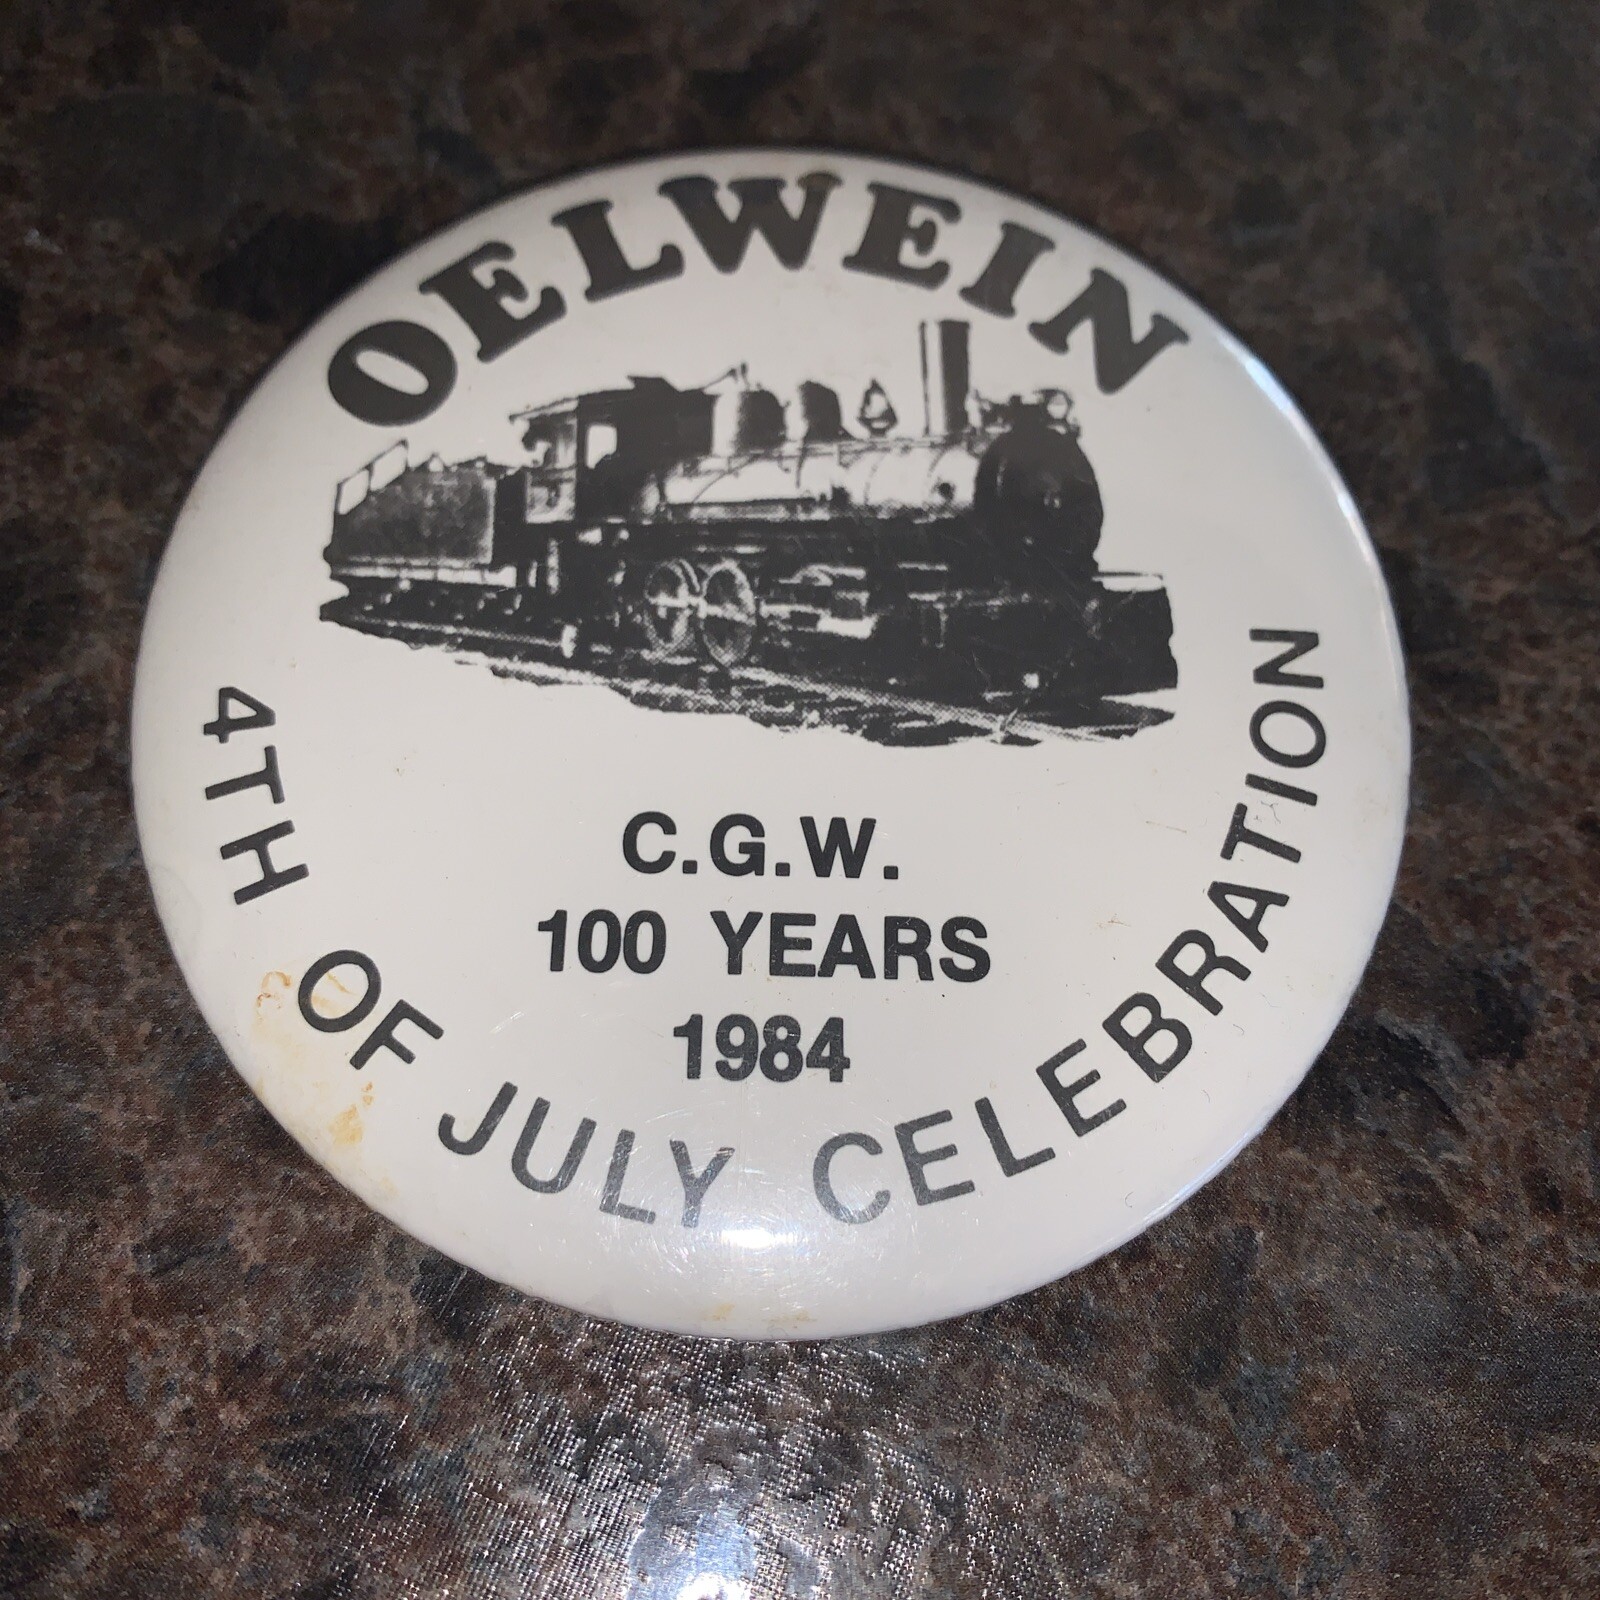 OELWEIN
C.G.W.
100 YEARS
1984
4TH OF JULY CELEBRATION